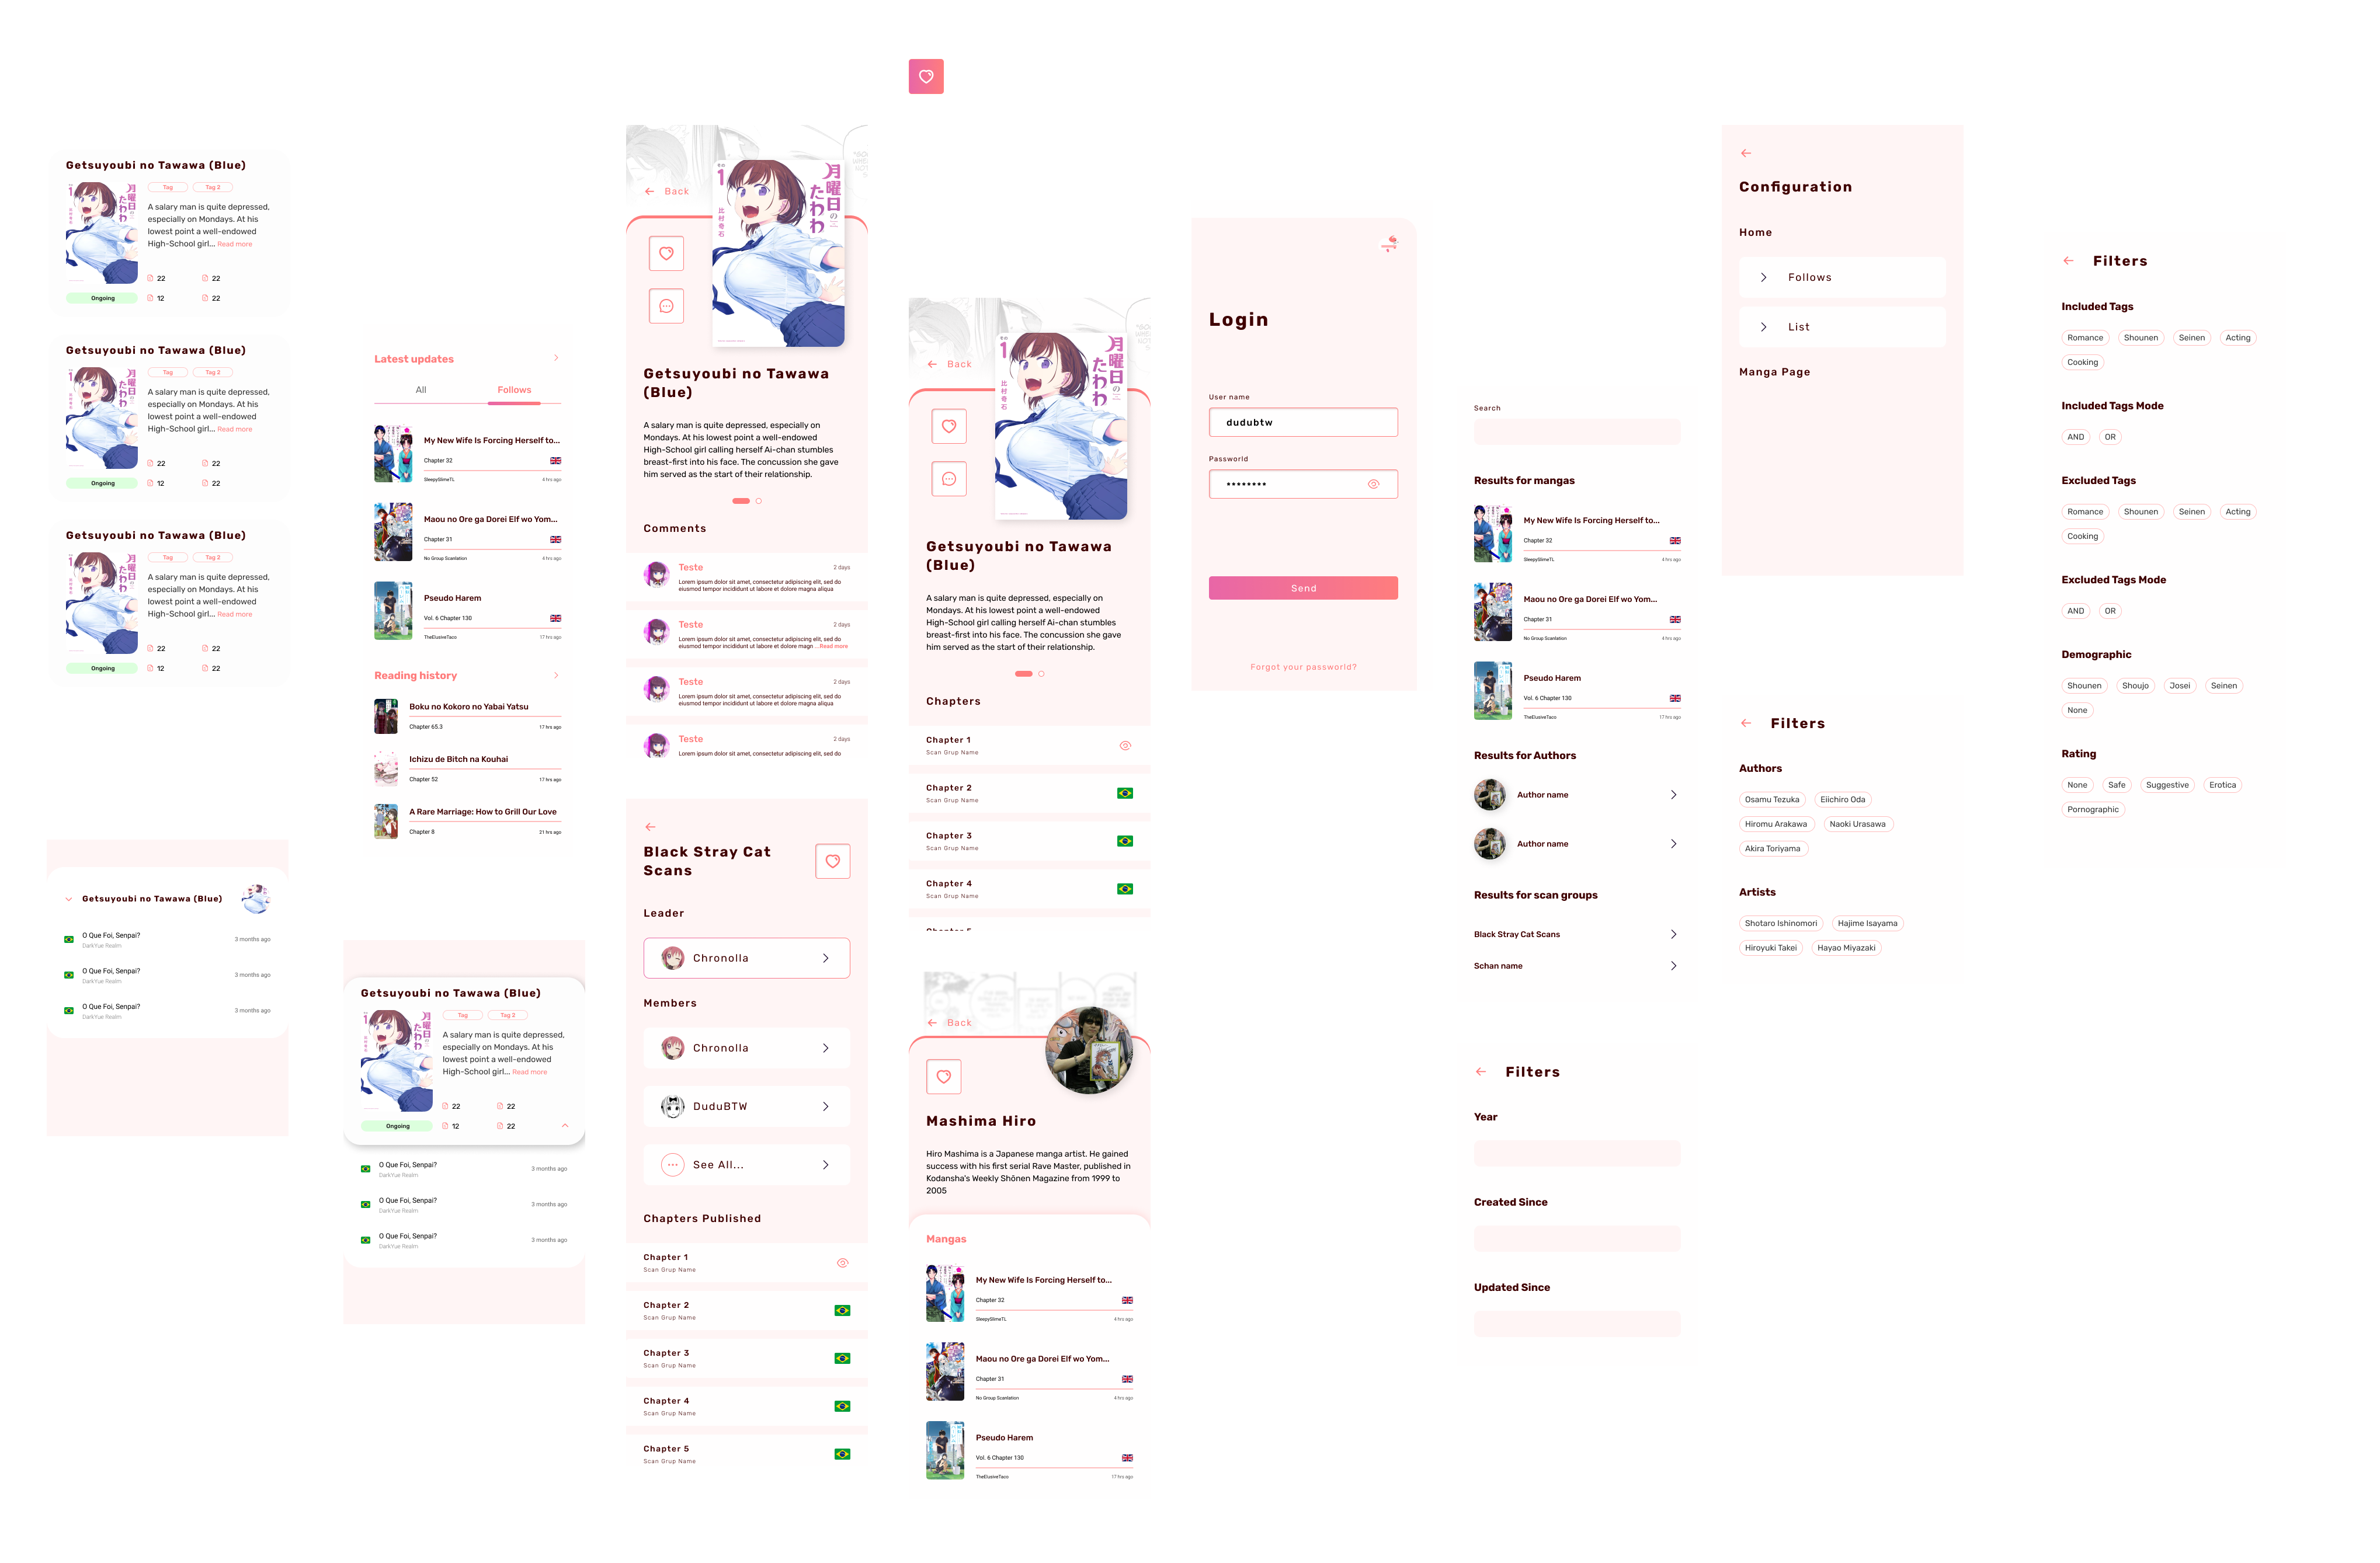 Getsuyoubi no Tawawa (Blue)
Tag
Tag 2
A salary man is quite depressed,
especially on Mondays. At his
lowest point a well-endowed
High-School girl... Read more
22
22
Ongoing
12
22
Getsuyoubi no Tawawa (Blue)
Tag
Tag 2
A salary man is quite depressed,
especially on Mondays. At his
lowest point a well-endowed
High-School girl... Read more
22
22
Ongoing
12
22
Getsuyoubi no Tawawa (Blue)
Tag
Tag 2
A salary man is quite depressed,
especially on Mondays. At his
lowest point a well-endowed
High-School girl... Read more
22
22
Ongoing
12
22
Getsuyoubi no Tawawa (Blue)
O Que Foi, Senpai?
3 months ago
DarkYue Realm
O Que Foi, Senpai?
3 months ago
DarkYue Realm
O Que Foi, Senpai?
3 months ago
DarkYue Realm
Latest updates
All
Follows
My New Wife Is Forcing Herself to...
Chapter 32
SleepySlimeTL
4 hrs ago
Maou no Ore ga Dorei Elf wo Yom...
Chapter 31
No Group Scanlation
4 hrs ago
Pseudo Harem
Vol. 6 Chapter 130
TheElusiveTaco
17 hrs ago
Reading history
Boku no Kokoro no Yabai Yatsu
Chapter 65.3
17 hrs ago
Ichizu de Bitch na Kouhai
Chapter 52
17 hrs ago
A Rare Marriage: How to Grill Our Love
Chapter 8
21 hrs ago
Getsuyoubi no Tawawa (Blue)
Tag
Tag 2
A salary man is quite depressed,
especially on Mondays. At his
lowest point a well-endowed
High-School girl... Read more
22
22
Ongoing
12
22
O Que Foi, Senpai?
3 months ago
DarkYue Realm
O Que Foi, Senpai?
3 months ago
DarkYue Realm
O Que Foi, Senpai?
3 months ago
DarkYue Realm
Back
月曜日の
たわわ
その
1
比村奇石
Getsuyoubi no Tawawa
(Blue)
A salary man is quite depressed, especially on
Mondays. At his lowest point a well-endowed
High-School girl calling herself Ai-chan stumbles
breast-first into his face. The concussion she gave
him served as the start of their relationship.
Comments
Teste
2 days
Lorem ipsum dolor sit amet, consectetur adipiscing elit, sed do
eiusmod tempor incididunt ut labore et dolore magna aliqua
Teste
2 days
Lorem ipsum dolor sit amet, consectetur adipiscing elit, sed do
eiusmod tempor incididunt ut labore et dolore magn ...Read more
Teste
2 days
Lorem ipsum dolor sit amet, consectetur adipiscing elit, sed do
eiusmod tempor incididunt ut labore et dolore magna aliqua
Teste
2 days
Lorem ipsum dolor sit amet, consectetur adipiscing elit, sed do
Black Stray Cat
Scans
Leader
Chronolla
Members
Chronolla
DuduBTW
See All...
Chapters Published
Chapter 1
Scan Grup Name
Chapter 2
Scan Grup Name
Chapter 3
Scan Grup Name
Chapter 4
Scan Grup Name
Chapter 5
Scan Grup Name
Back
月曜日の
たわわ
その
1
比村奇石
Getsuyoubi no Tawawa
(Blue)
A salary man is quite depressed, especially on
Mondays. At his lowest point a well-endowed
High-School girl calling herself Ai-chan stumbles
breast-first into his face. The concussion she gave
him served as the start of their relationship.
Chapters
Chapter 1
Scan Grup Name
Chapter 2
Scan Grup Name
Chapter 3
Scan Grup Name
Chapter 4
Scan Grup Name
Chapter 5
Back
Mashima Hiro
Hiro Mashima is a Japanese manga artist. He gained
success with his first serial Rave Master, published in
Kodansha's Weekly Shōnen Magazine from 1999 to
2005
Mangas
My New Wife Is Forcing Herself to...
Chapter 32
SleepySlimeTL
4 hrs ago
Maou no Ore ga Dorei Elf wo Yom...
Chapter 31
No Group Scanlation
4 hrs ago
Pseudo Harem
Vol. 6 Chapter 130
TheElusiveTaco
17 hrs ago
Login
User name
dudubtw
Passworld
********
Send
Forgot your passworld?
Search
Results for mangas
My New Wife Is Forcing Herself to...
Chapter 32
SleepySlimeTL
4 hrs ago
Maou no Ore ga Dorei Elf wo Yom...
Chapter 31
No Group Scanlation
4 hrs ago
Pseudo Harem
Vol. 6 Chapter 130
TheElusiveTaco
17 hrs ago
Results for Authors
Author name
Author name
Results for scan groups
Black Stray Cat Scans
Schan name
Filters
Year
Created Since
Updated Since
Configuration
Home
Follows
List
Manga Page
Filters
Authors
Osamu Tezuka
Eiichiro Oda
Hiromu Arakawa
Naoki Urasawa
Akira Toriyama
Artists
Shotaro Ishinomori
Hajime Isayama
Hiroyuki Takei
Hayao Miyazaki
Filters
Included Tags
Romance
Shounen
Seinen
Acting
Cooking
Included Tags Mode
AND
OR
Excluded Tags
Romance
Shounen
Seinen
Acting
Cooking
Excluded Tags Mode
AND
OR
Demographic
Shounen
Shoujo
Josei
Seinen
None
Rating
None
Safe
Suggestive
Erotica
Pornographic